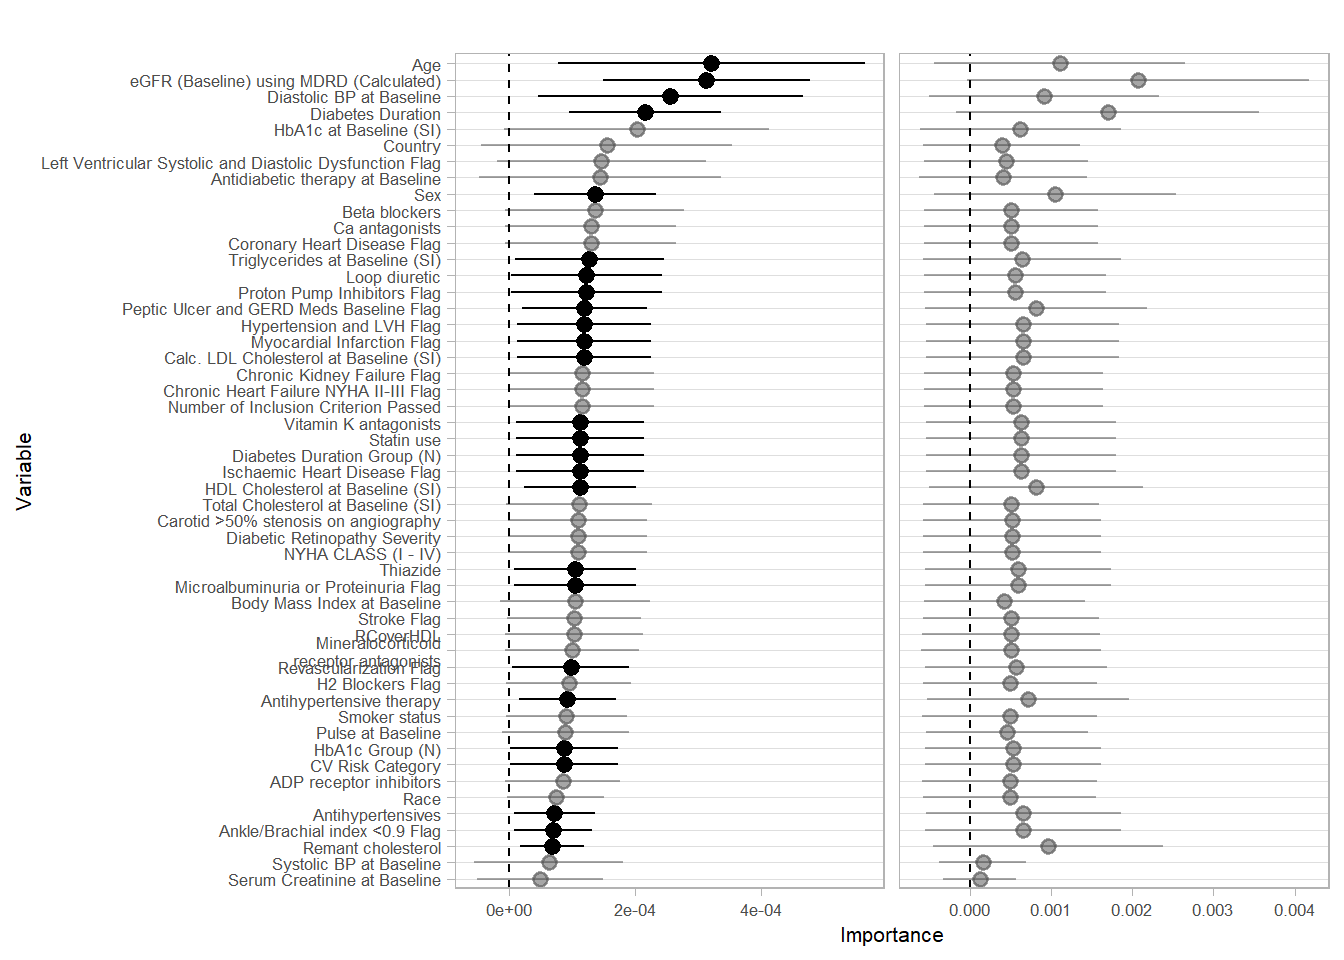 Variable
Age
eGFR (Baseline) using MDRD (Calculated)
Diastolic BP at Baseline
Diabetes Duration
HbA1c at Baseline (SI)
Country
Left Ventricular Systolic and Diastolic Dysfunction Flag
Antidiabetic therapy at Baseline
Sex
Beta blockers
Ca antagonists
Coronary Heart Disease Flag
Triglycerides at Baseline (SI)
Loop diuretic
Proton Pump Inhibitors Flag
Peptic Ulcer and GERD Meds Baseline Flag
Hypertension and LVH Flag
Myocardial Infarction Flag
Calc. LDL Cholesterol at Baseline (SI)
Chronic Kidney Failure Flag
Chronic Heart Failure NYHA II-III Flag
Number of Inclusion Criterion Passed
Vitamin K antagonists
Statin use
Diabetes Duration Group (N)
Ischaemic Heart Disease Flag
HDL Cholesterol at Baseline (SI)
Total Cholesterol at Baseline (SI)
Carotid >50% stenosis on angiography
Diabetic Retinopathy Severity
NYHA CLASS (I - IV)
Thiazide
Microalbuminuria or Proteinuria Flag
Body Mass Index at Baseline
Stroke Flag
RCoverHDL
Mineralocorticoid
receptor antagonists
Revascularization Flag
H2 Blockers Flag
Antihypertensive therapy
Smoker status
Pulse at Baseline
HbA1c Group (N)
CV Risk Category
ADP receptor inhibitors
Race
Antihypertensives
Ankle/Brachial index <0.9 Flag
Remant cholesterol
Systolic BP at Baseline
Serum Creatinine at Baseline
0e+00 2e-04 4e-04
0.000 0.001 0.002 0.003 0.004
Importance